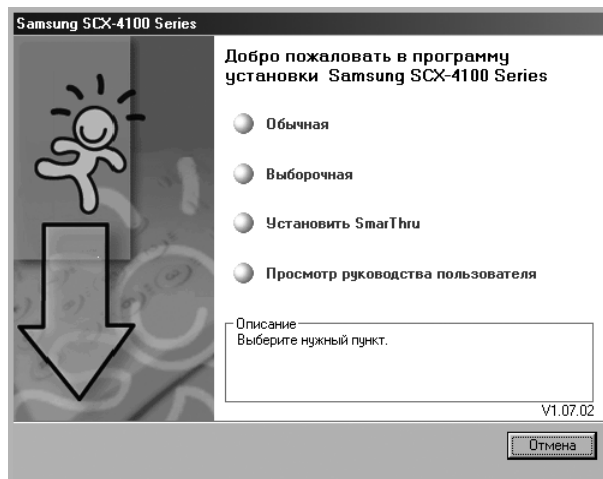 Samsung SCX-4100 Series
Добро пожаловать в программу
установки Samsung SCX-4100 Series
Обычная
Выборочная
Установить SmarThru
Просмотр руководства пользователя
Описание
Выберите нужный пункт.
V1.07.02
Отмена